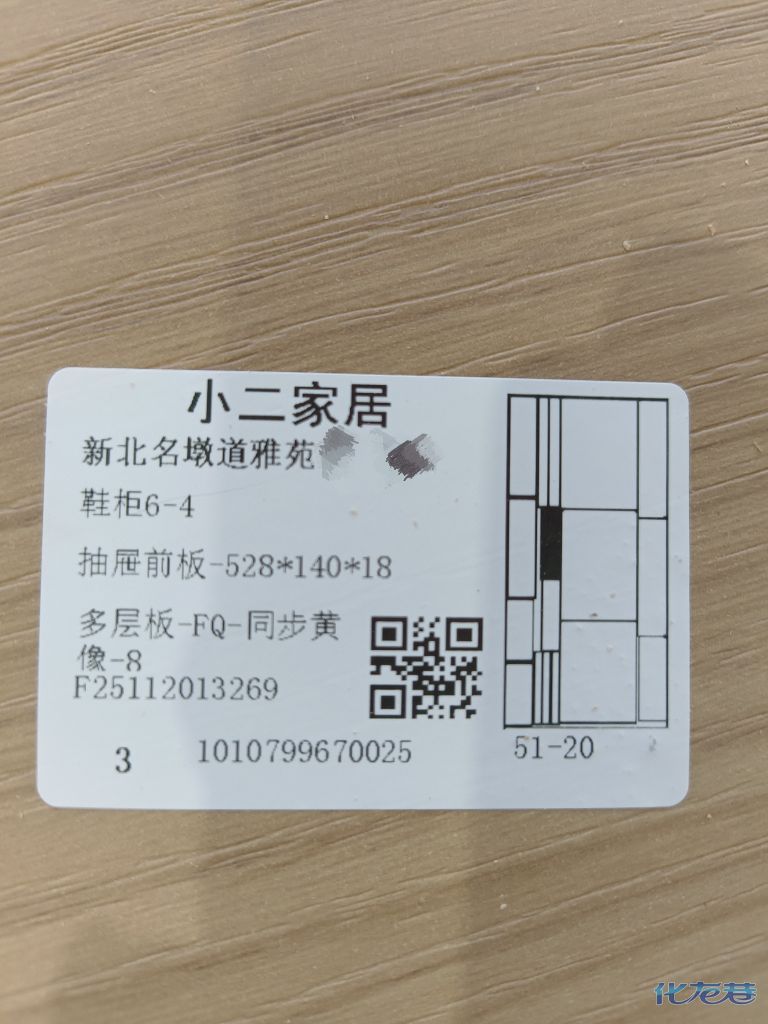 小二家居
新北名墩道雅苑
鞋柜6-4
抽屉前板-528*140*18
多层板-FQ-同步黄
像-8
F25112013269
3 1010799670025 51-20
化龙巷